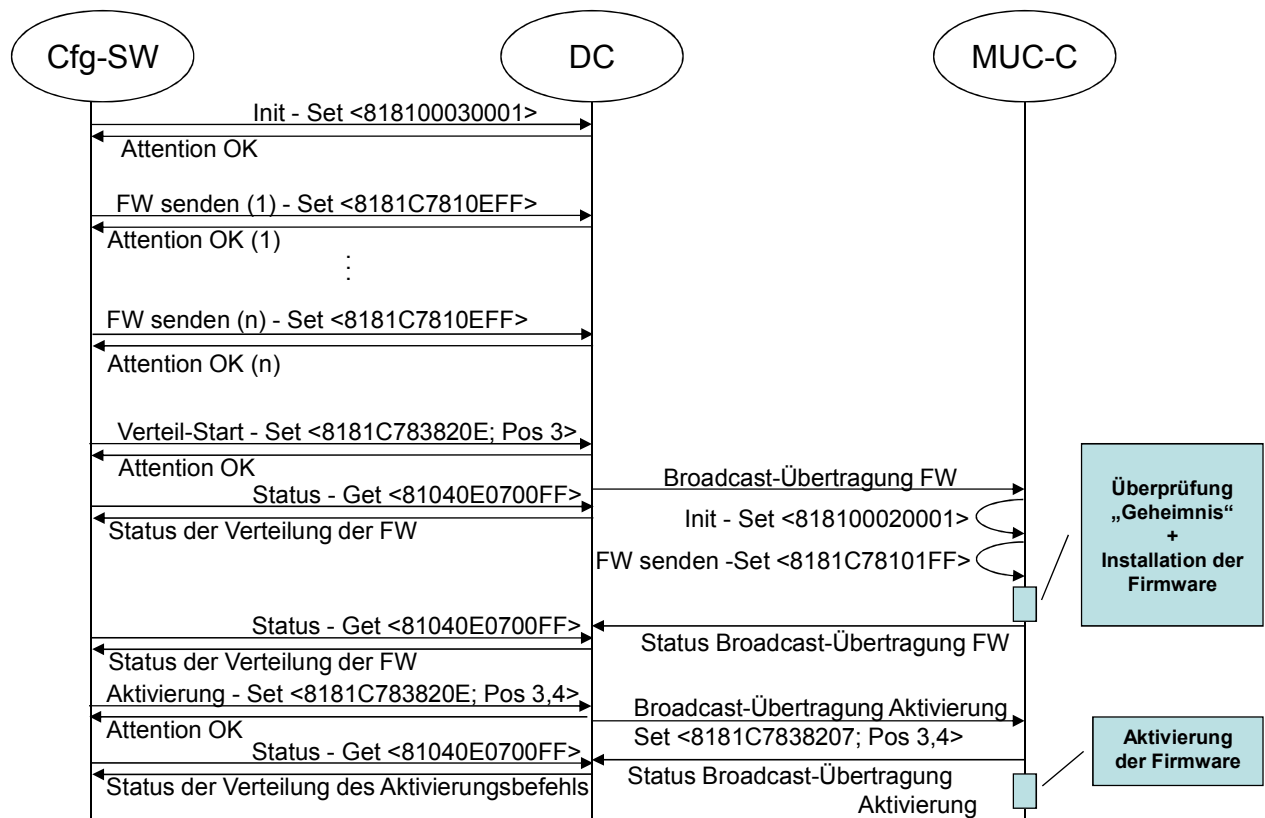 Cfg-SW
DC
MUC-C
Init - Set <818100030001>
Attention OK
FW senden (1) - Set <8181C7810EFF>
Attention OK (1)
FW senden (n) - Set <8181C7810EFF>
Attention OK (n)
Verteil-Start - Set <8181C783820E; Pos 3>
Attention OK
Broadcast-Übertragung FW
Status - Get <81040E0700FF>
Status der Verteilung der FW
Init - Set <818100020001>
FW senden -Set <8181C78101FF>
Überprüfung
„Geheimnis“
+
Installation der
Firmware
Status - Get <81040E0700FF>
Status Broadcast-Übertragung FW
Status der Verteilung der FW
Aktivierung - Set <8181C783820E; Pos 3,4>
Attention OK
Broadcast-Übertragung Aktivierung
Set <8181C7838207; Pos 3,4>
Status - Get <81040E0700FF>
Status der Verteilung des Aktivierungsbefehls
Status Broadcast-Übertragung
Aktivierung
Aktivierung
der Firmware